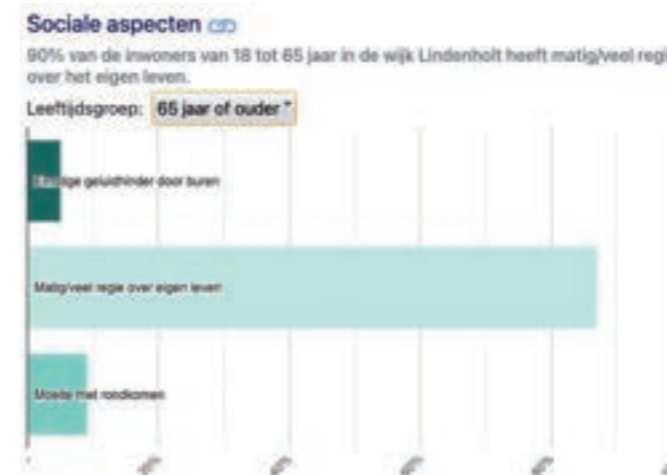 Sociale aspecten
90% van de inwoners van 18 tot 65 jaar in de wijk Lindenholt heeft matig/veel regi
over het eigen leven.
Leeftijdsgroep: 65 jaar of ouder
geluidhinder door buren
Matig/veel regie over eigen leven
Moeite met rondkomen